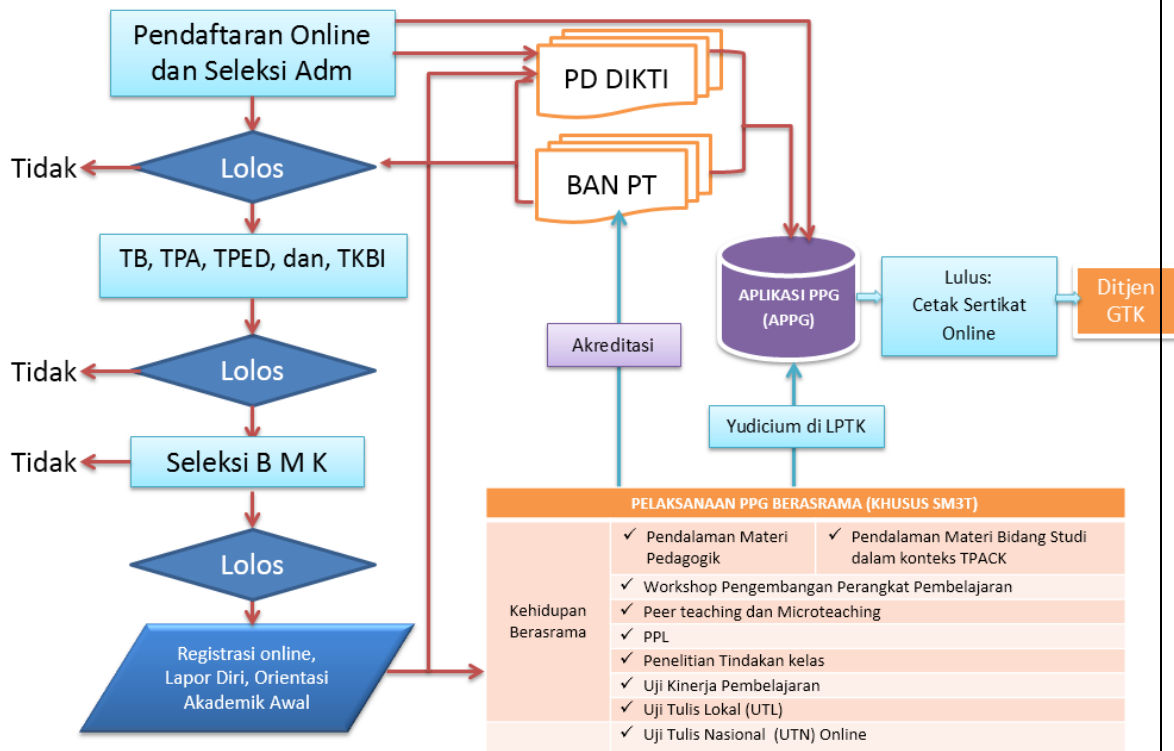 Pendaftaran Online
dan Seleksi Adm
PD DIKTI
Tidak
Lolos
BAN PT
TB, TPA, TPED, dan, TKBI
APLIKASI PPG
(APPG)
Lulus:
Cetak Sertikat
Online
Ditjen
GTK
Akreditasi
Tidak
Lolos
Yudicium di LPTK
Tidak
Seleksi B M K
Lolos
Registrasi online,
Lapor Diri, Orientasi
Akademik Awal
PELAKSANAAN PPG BERASRAMA (KHUSUS SM3T)
Kehidupan
Berasrama
✓ Pendalaman Materi
Pedagogik
✓ Pendalaman Materi Bidang Studi
dalam konteks TPACK
✓ Workshop Pengembangan Perangkat Pembelajaran
✓ Peer teaching dan Microteaching
✓ PPL
✓ Penelitian Tindakan kelas
✓ Uji Kinerja Pembelajaran
✓ Uji Tulis Lokal (UTL)
✓ Uji Tulis Nasional (UTN) Online